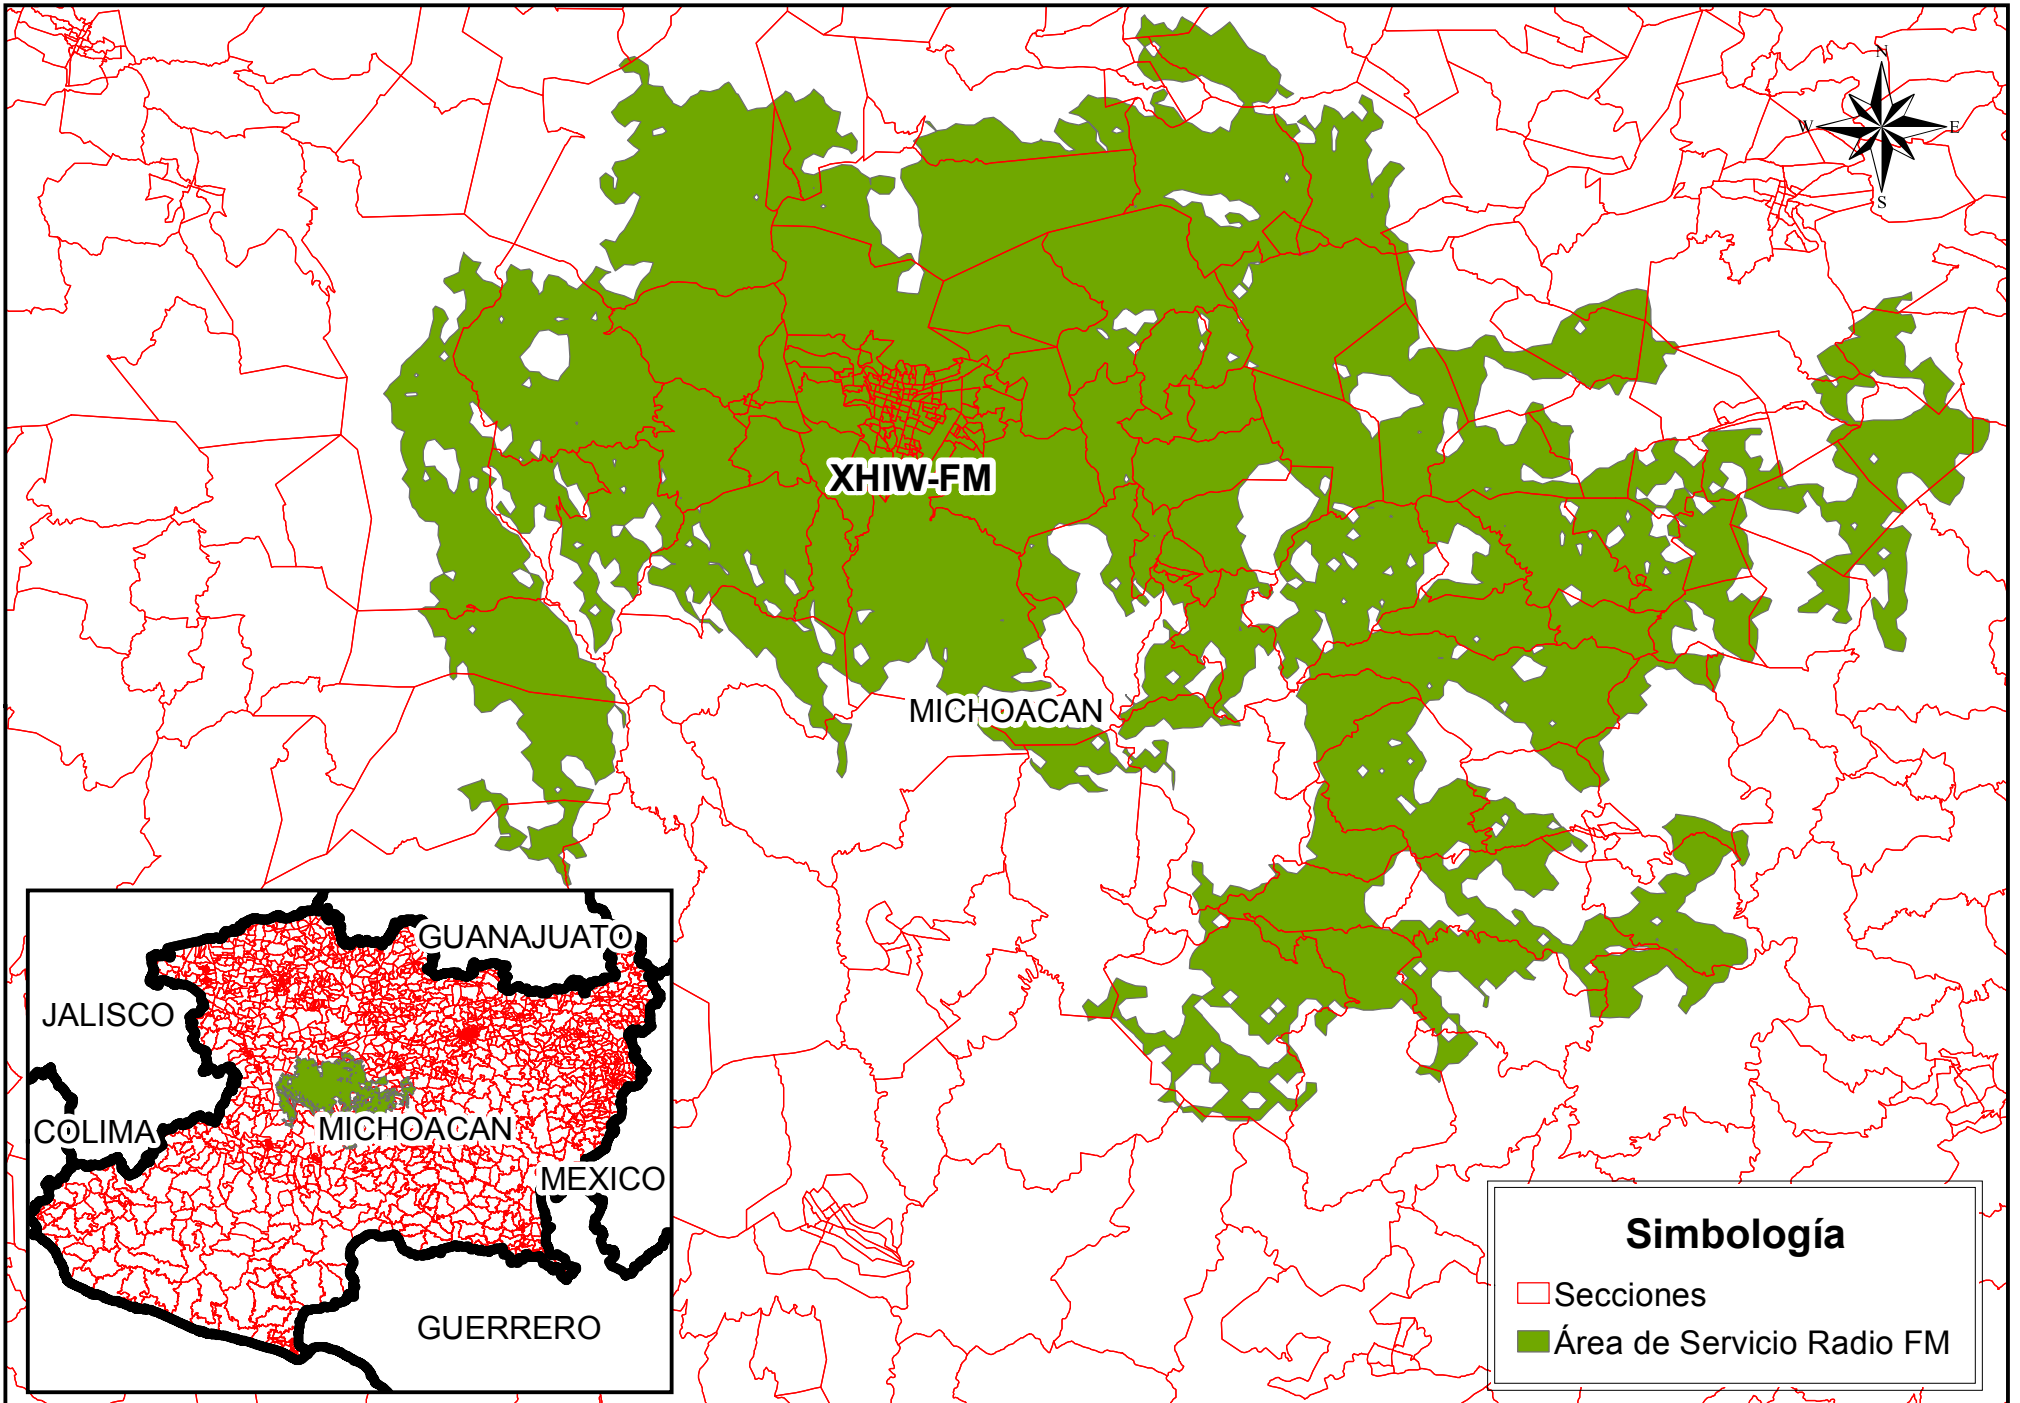 N
W E
S
XHIW-FM
MICHOACAN
GUANAJUATO
JALISCO
COLIMA
MICHOACAN
MEXICO
GUERRERO
Simbología
Secciones
Área de Servicio Radio FM